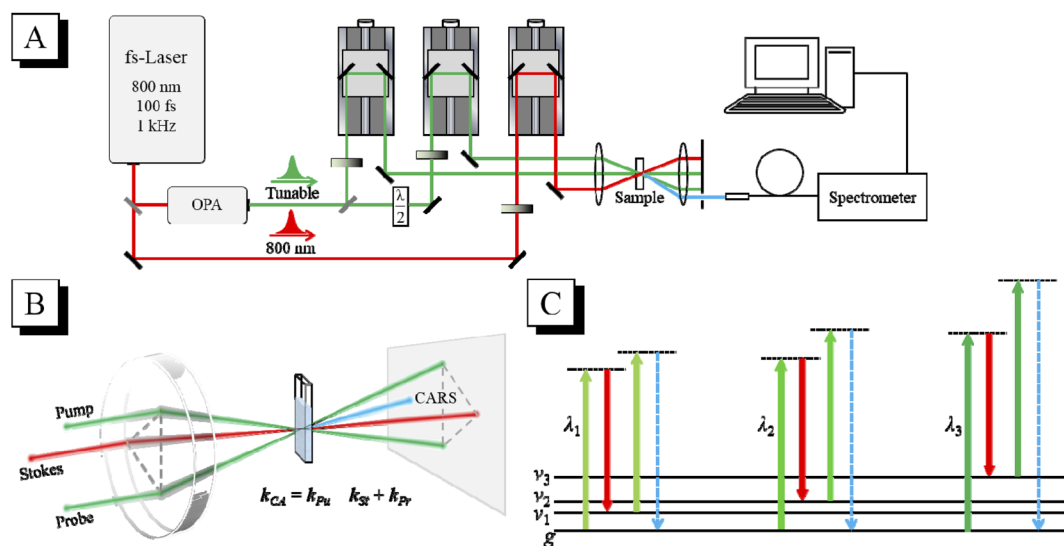 A
fs-Laser
800 nm
100 fs
1 kHz
Tunable
OPA
λ/2
800 nm
Sample
Spectrometer
B
Pump
Stokes
Probe
CARS
k_CA = k_Pu k_St + k_Pr
C
λ₁
λ₂
λ₃
ν₃
ν₂
ν₁
g